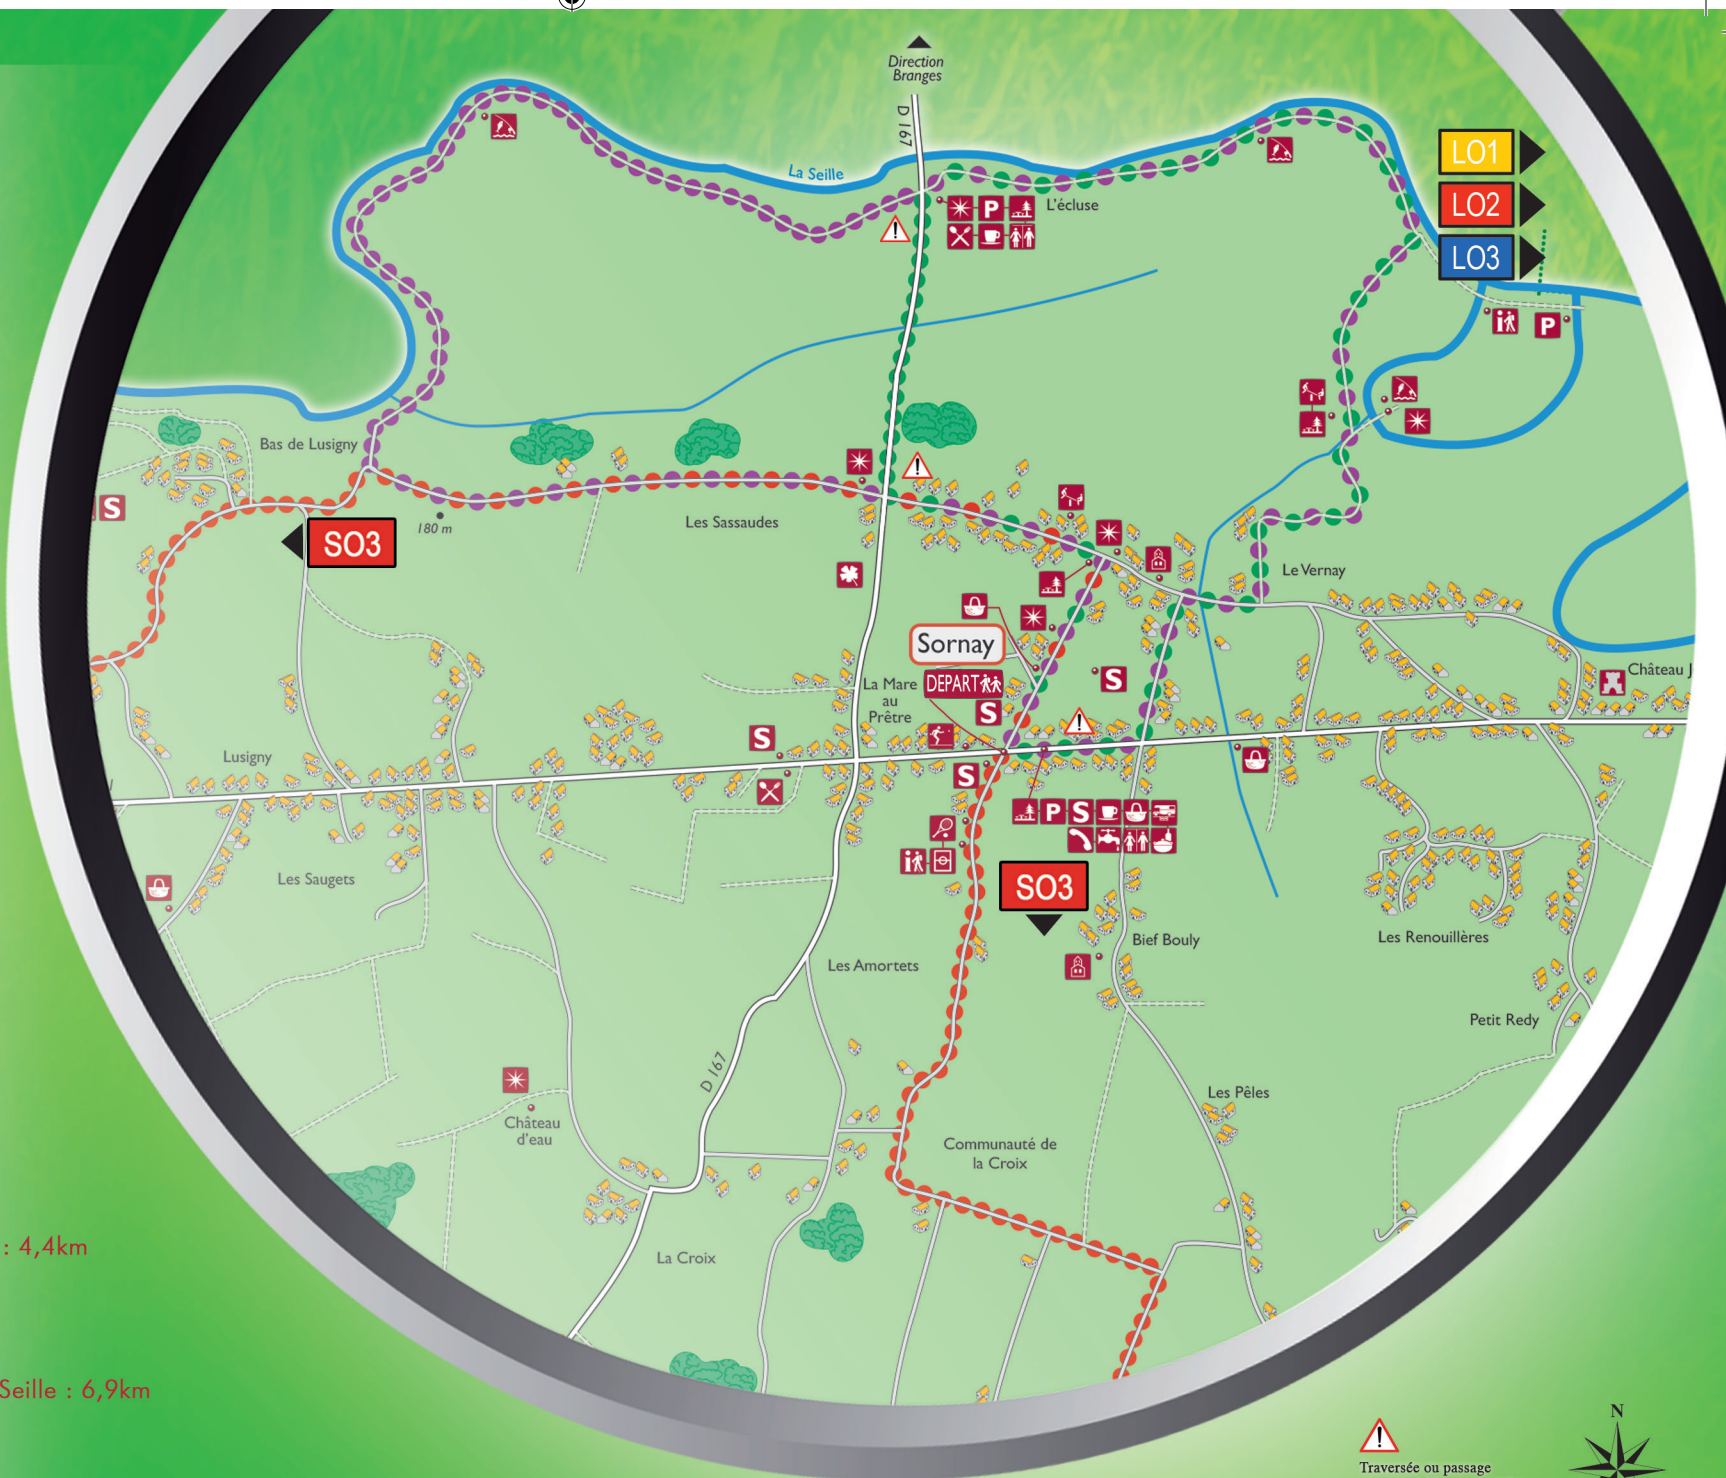 Direction
Branges
D 167
La Seille
L'écluse
LO1
LO2
LO3
P
i
P
Bas de Lusigny
S
SO3
180 m
Les Sassaudes
Le Vernay
Sornay
DEPART
S
S
La Mare
au
Prêtre
Château J
S
Lusigny
S
P S
i
SO3
Les Saugets
Les Amortets
Bief Bouly
Les Renouillères
Petit Redy
D 167
Château
d'eau
Les Pêles
Communauté de
la Croix
La Croix
: 4,4km
Seille : 6,9km
N
Traversée ou passage